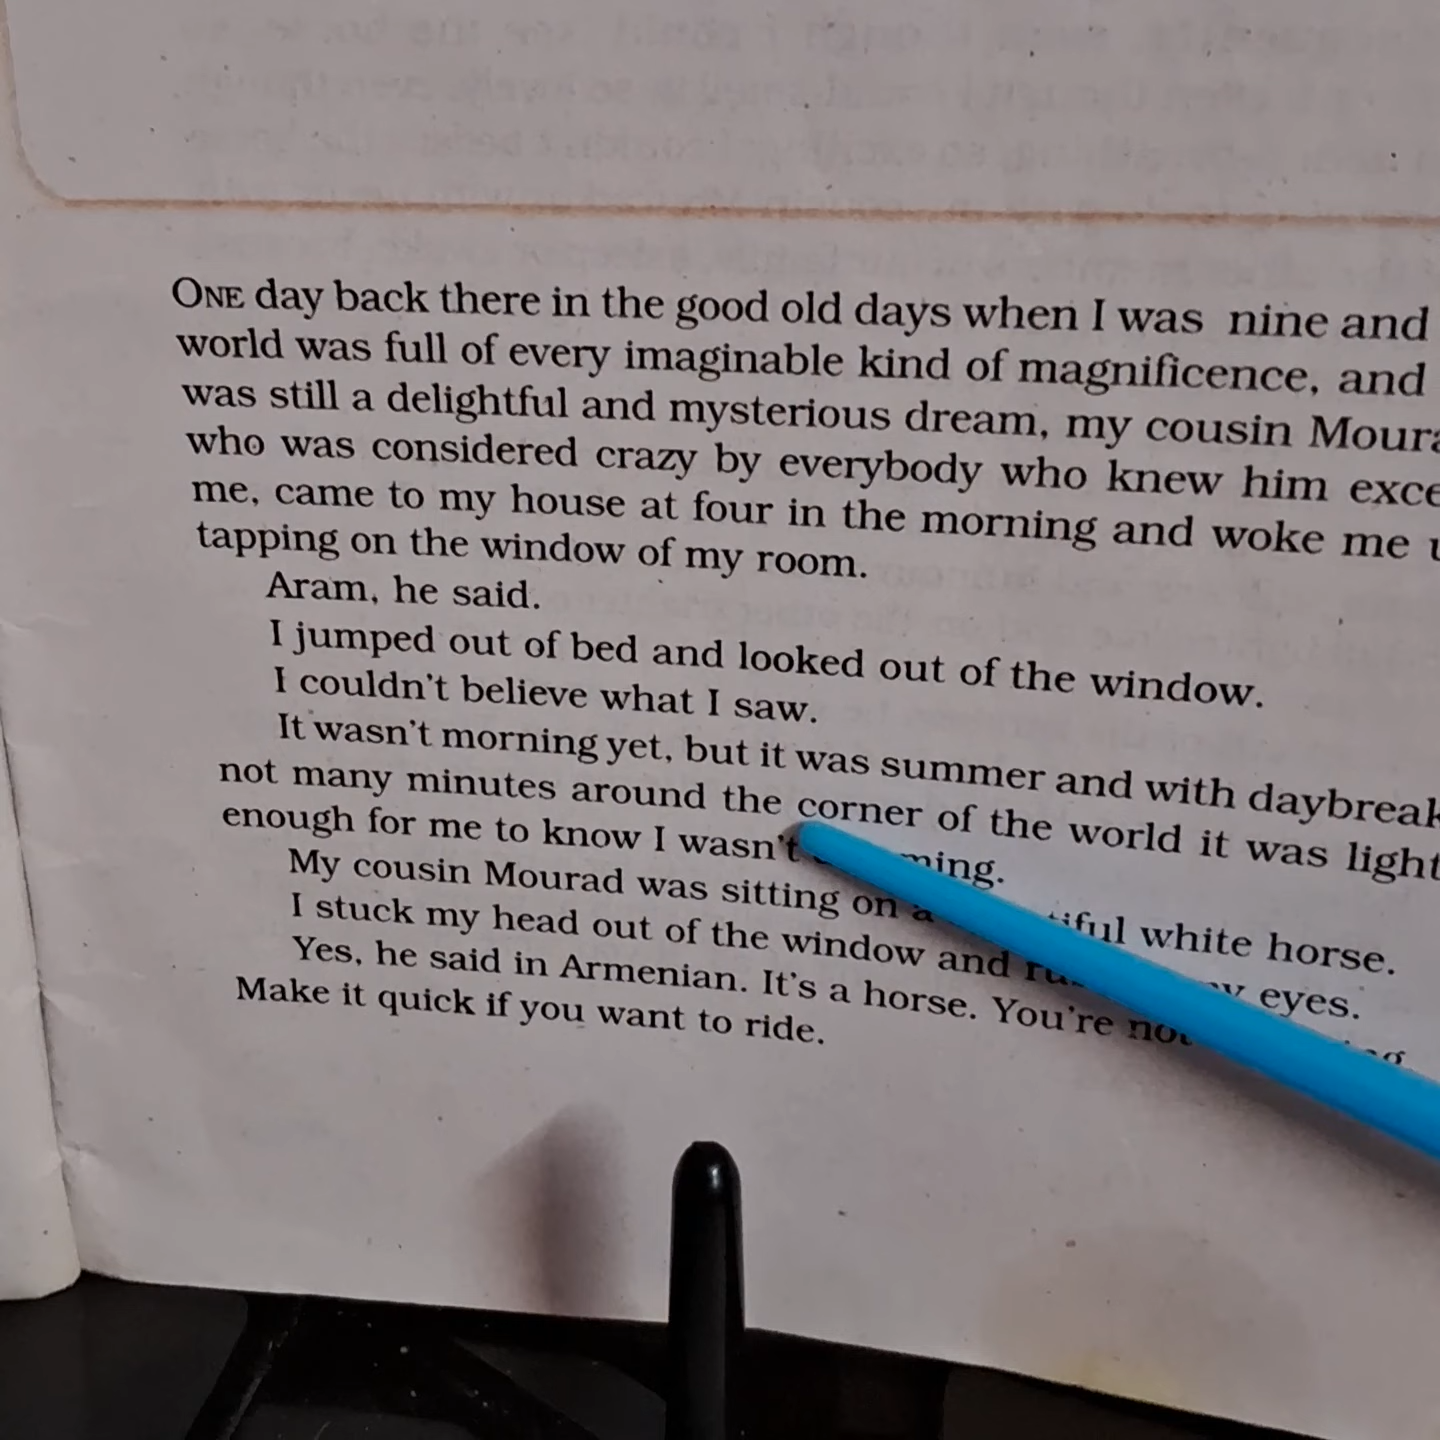 ONE day back there in the good old days when I was nine and
world was full of every imaginable kind of magnificence, and
was still a delightful and mysterious dream, my cousin
who was considered crazy by everybody who knew him
me, came to my house at four in the morning and woke me
tapping on the window of my room.
Aram, he said.
I jumped out of bed and looked out of the window.
I couldn't believe what I saw.
It wasn't morning yet, but it was summer and with daybreak
not many minutes around the corner of the world it was light
enough for me to know I wasn't
My cousin Mourad was sitting on a white horse.
I stuck my head out of the window and eyes.
Yes, he said in Armenian. It's a horse. You're not
Make it quick if you want to ride.